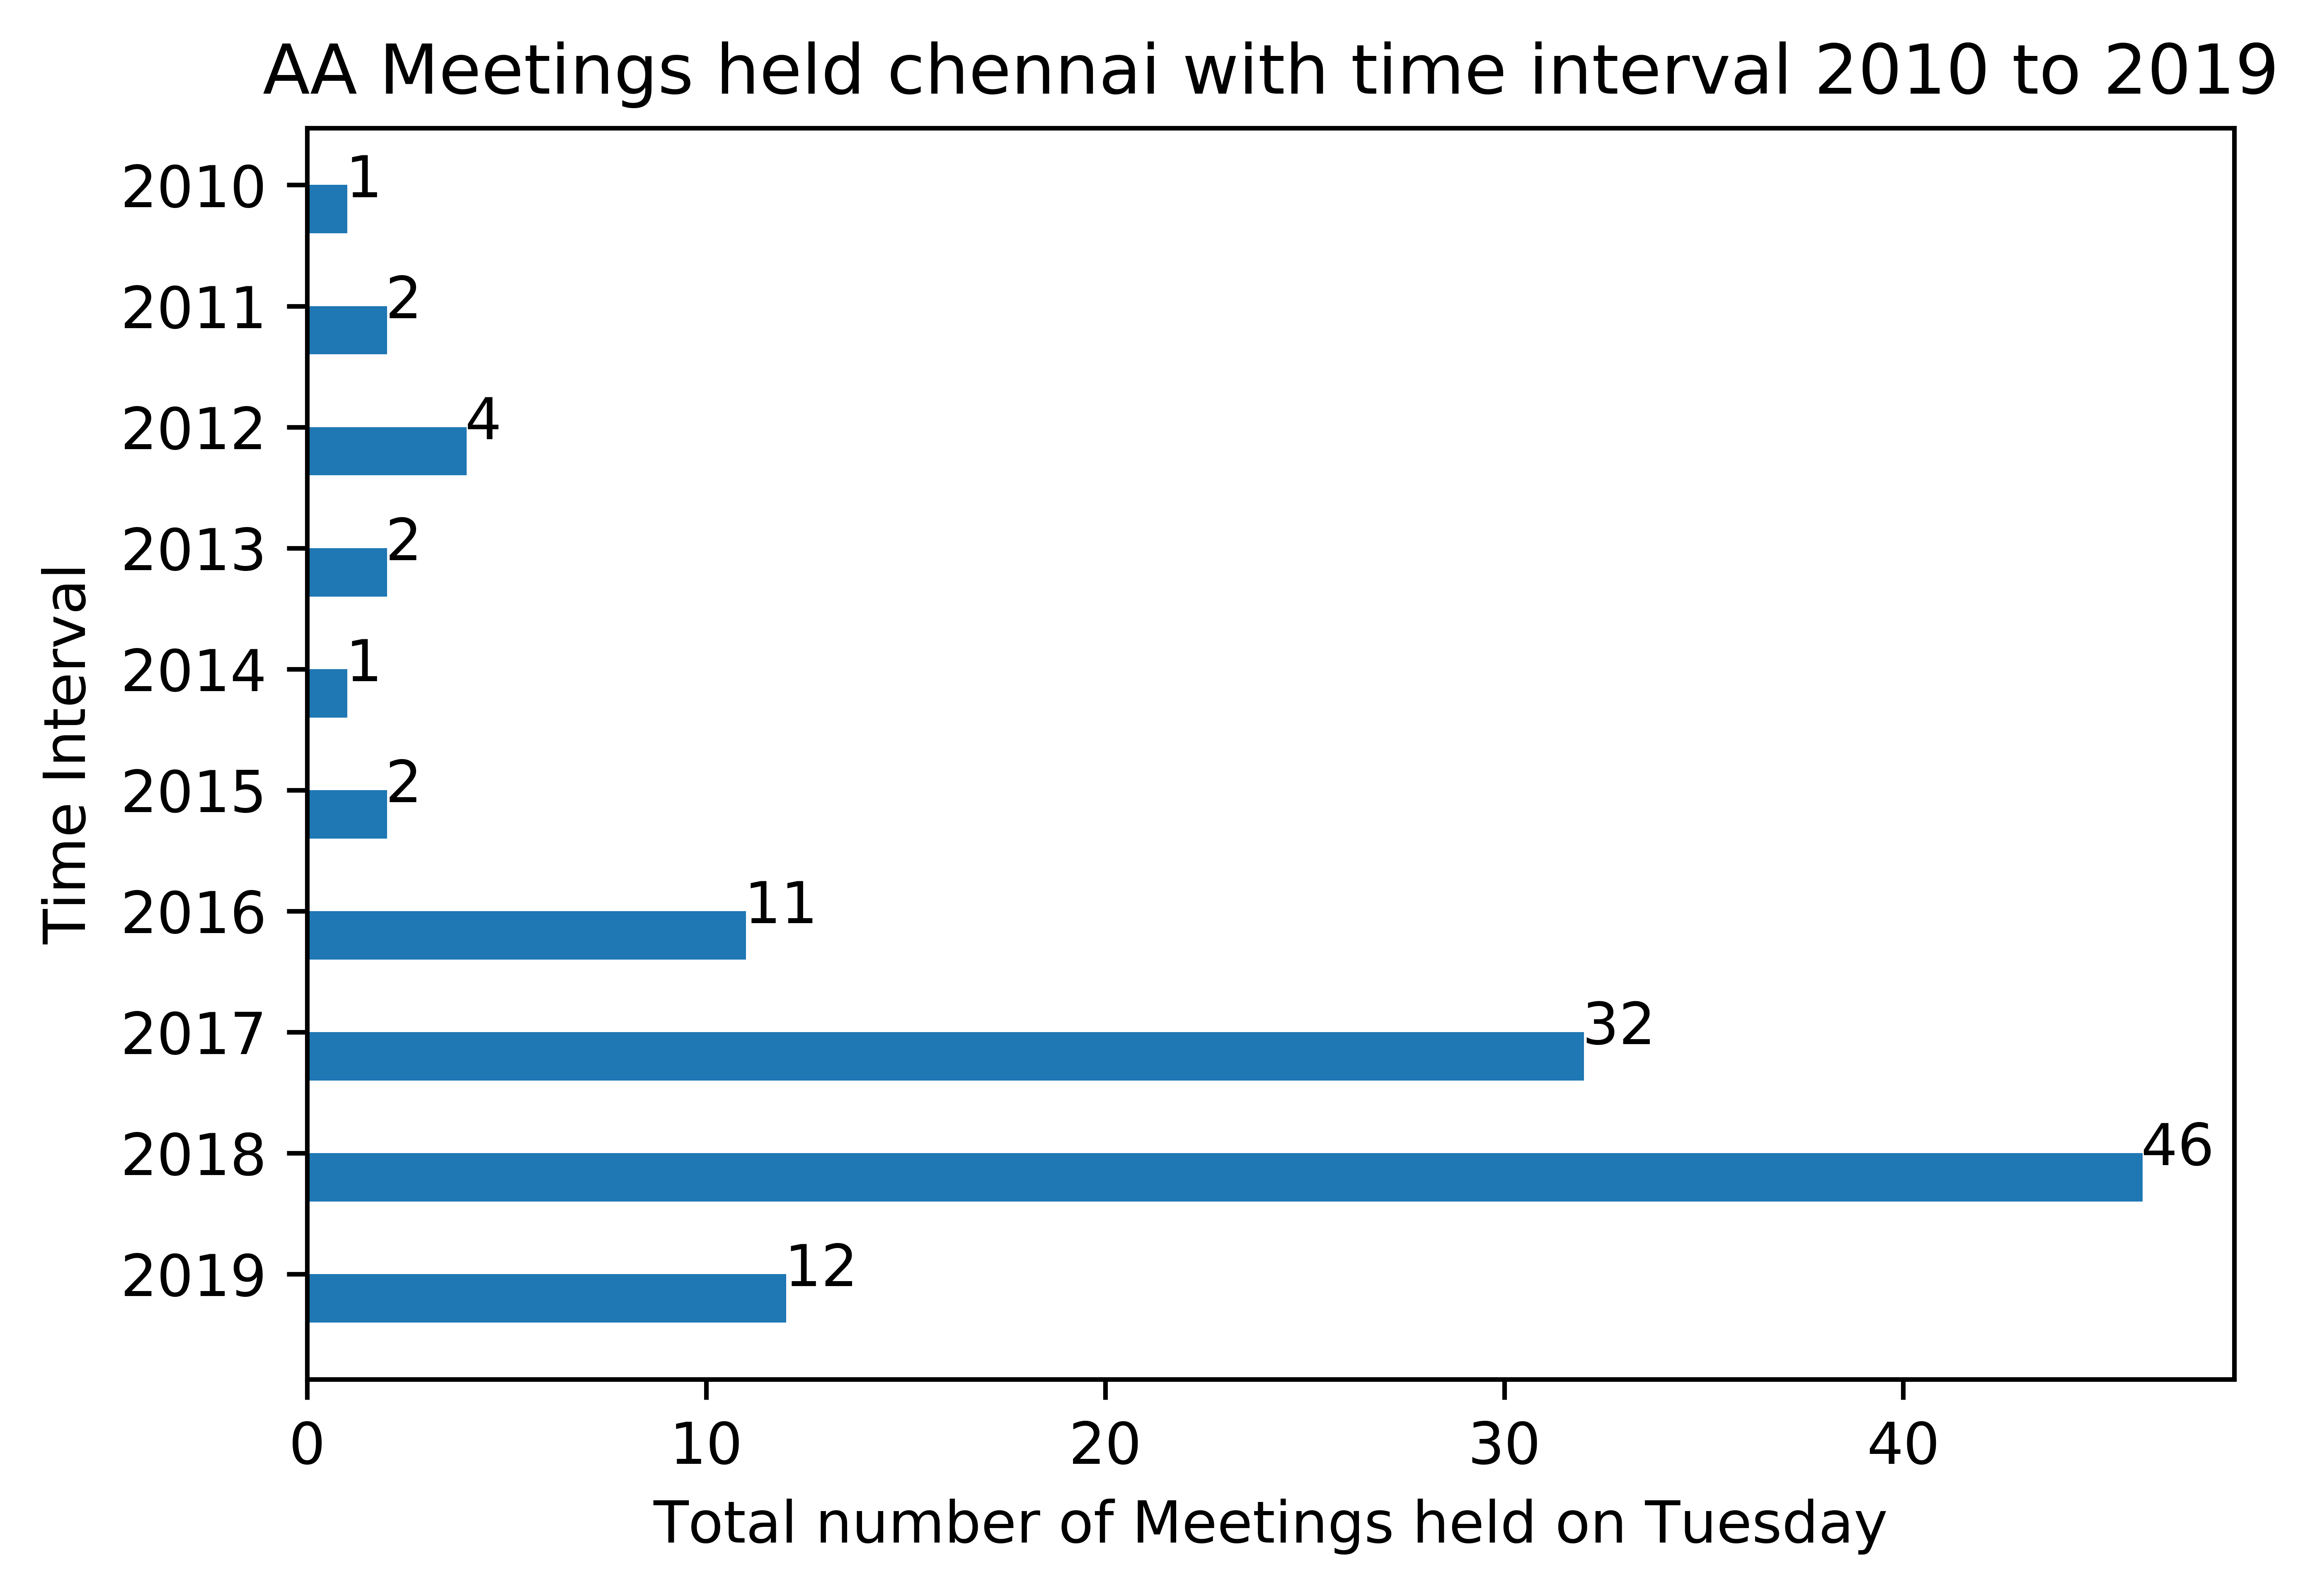 AA Meetings held chennai with time interval 2010 to 2019
Time Interval
2010 1
2011 2
2012 4
2013 2
2014 1
2015 2
2016 11
2017 32
2018 46
2019 12
0 10 20 30 40
Total number of Meetings held on Tuesday